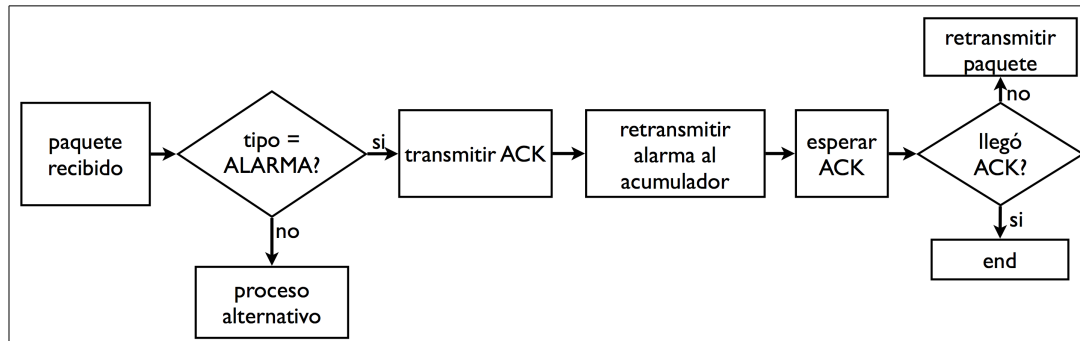 paquete
recibido
tipo =
ALARMA?
si
no
proceso
alternativo
transmitir ACK
retransmitir
alarma al
acumulador
esperar
ACK
llegó
ACK?
no
retransmitir
paquete
si
end